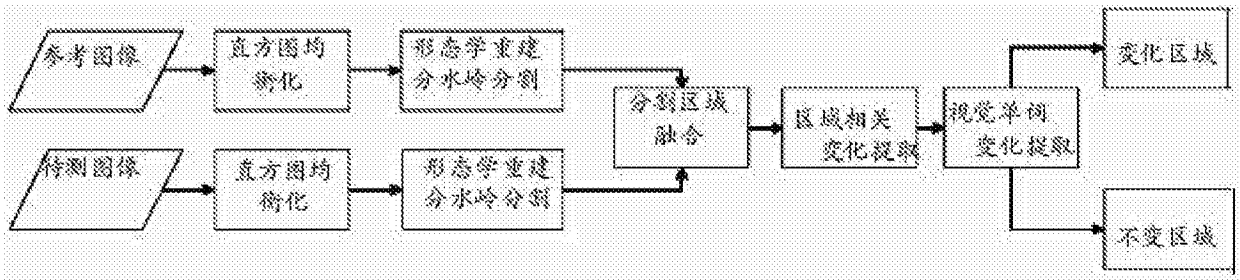 参考图像
直方图均
衡化
形态学重建
分水岭分割
待测图像
直方图均
衡化
形态学重建
分水岭分割
分割区域
融合
区域相关
变化提取
视觉单词
变化提取
变化区域
不变区域